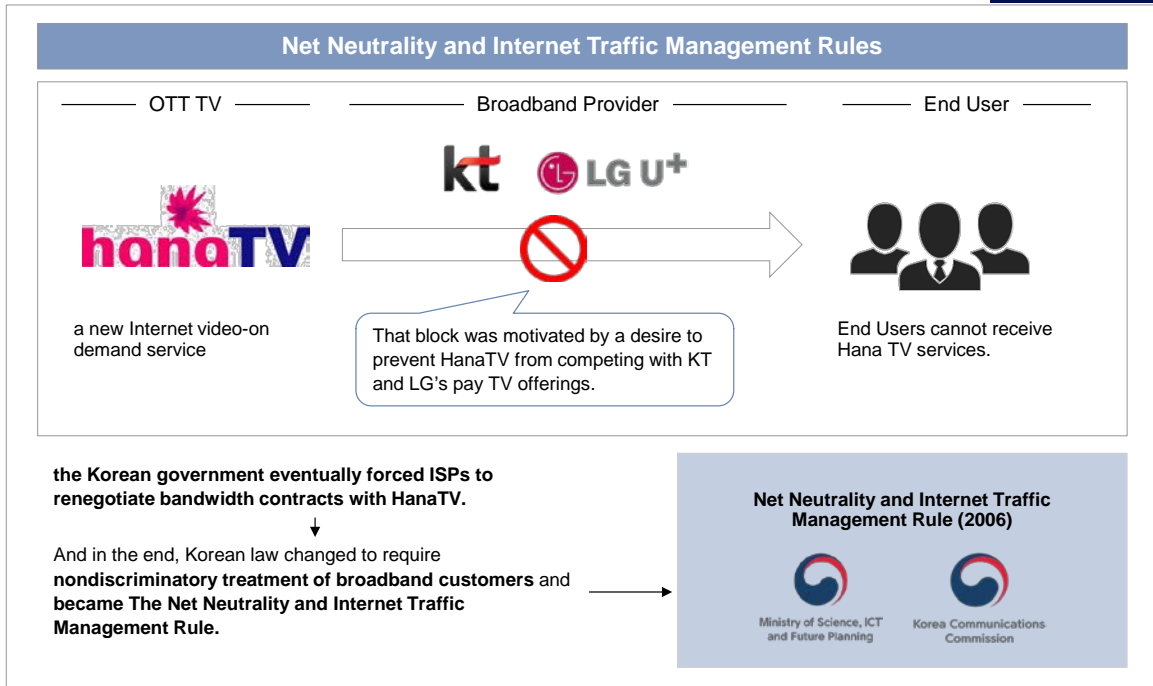 Net Neutrality and Internet Traffic Management Rules
OTT TV
Broadband Provider
End User
kt
LG LG U+
hanaTV
a new Internet video-on
demand service
That block was motivated by a desire to
prevent HanaTV from competing with KT
and LG's pay TV offerings.
End Users cannot receive
Hana TV services.
the Korean government eventually forced ISPs to
renegotiate bandwidth contracts with HanaTV.
And in the end, Korean law changed to require
nondiscriminatory treatment of broadband customers and
became The Net Neutrality and Internet Traffic
Management Rule.
Net Neutrality and Internet Traffic
Management Rule (2006)
Ministry of Science, ICT
and Future Planning
Korea Communications
Commission